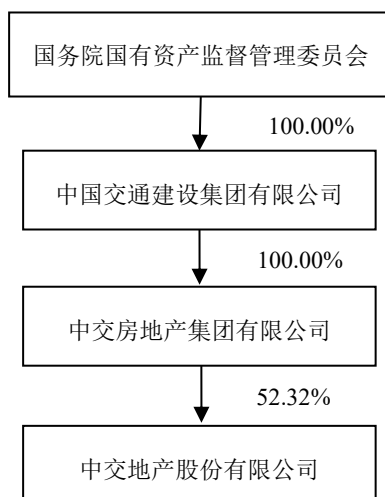 国务院国有资产监督管理委员会
100.00%
中国交通建设集团有限公司
100.00%
中交房地产集团有限公司
52.32%
中交地产股份有限公司